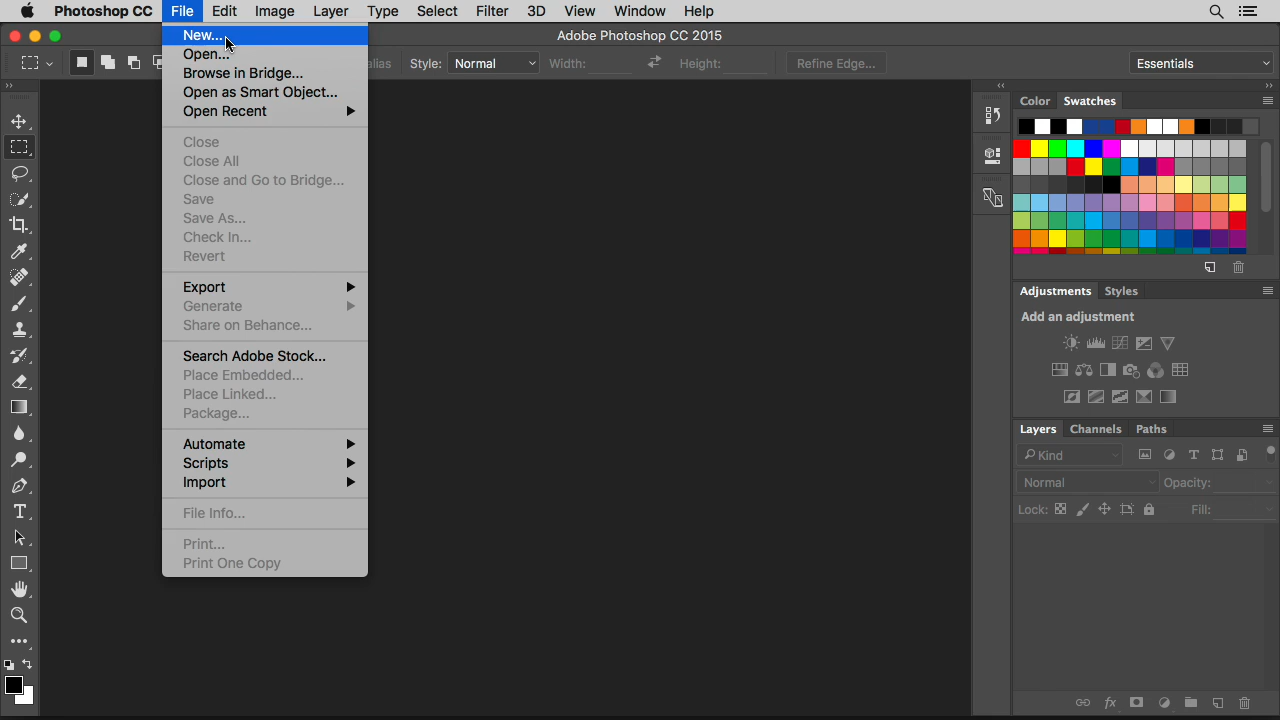 Photoshop CC File Edit Image Layer Type Select Filter 3D View Window Help
Adobe Photoshop CC 2015
Style: Normal Width: Height: Refine Edge... Essentials
New...
Open...
Browse in Bridge...
Open as Smart Object...
Open Recent
Close
Close All
Close and Go to Bridge...
Save
Save As...
Check In...
Revert
Export
Generate
Share on Behance...
Search Adobe Stock...
Place Embedded...
Place Linked...
Package...
Automate
Scripts
Import
File Info...
Print...
Print One Copy
Color Swatches
Adjustments Styles
Add an adjustment
Layers Channels Paths
Kind
Normal Opacity:
Lock: Fill: